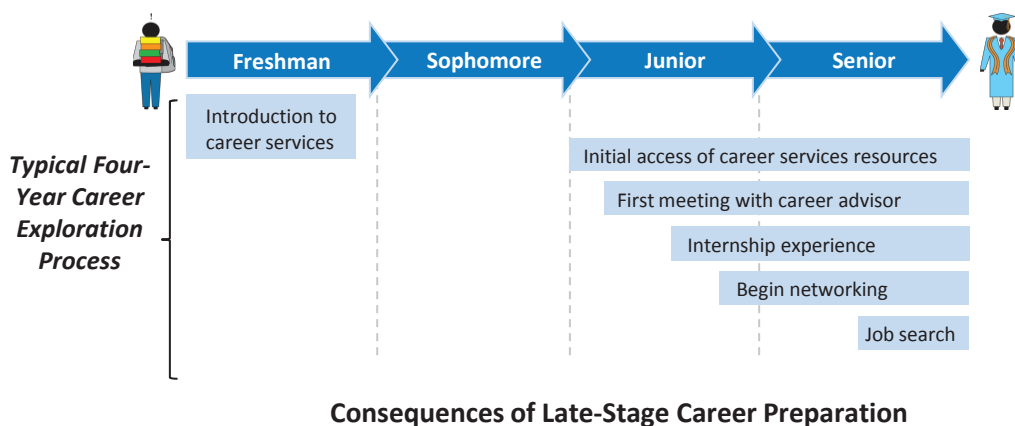 Freshman
Sophomore
Junior
Senior
Typical Four-
Year Career
Exploration
Process
Introduction to
career services
Initial access of career services resources
First meeting with career advisor
Internship experience
Begin networking
Job search
Consequences of Late-Stage Career Preparation